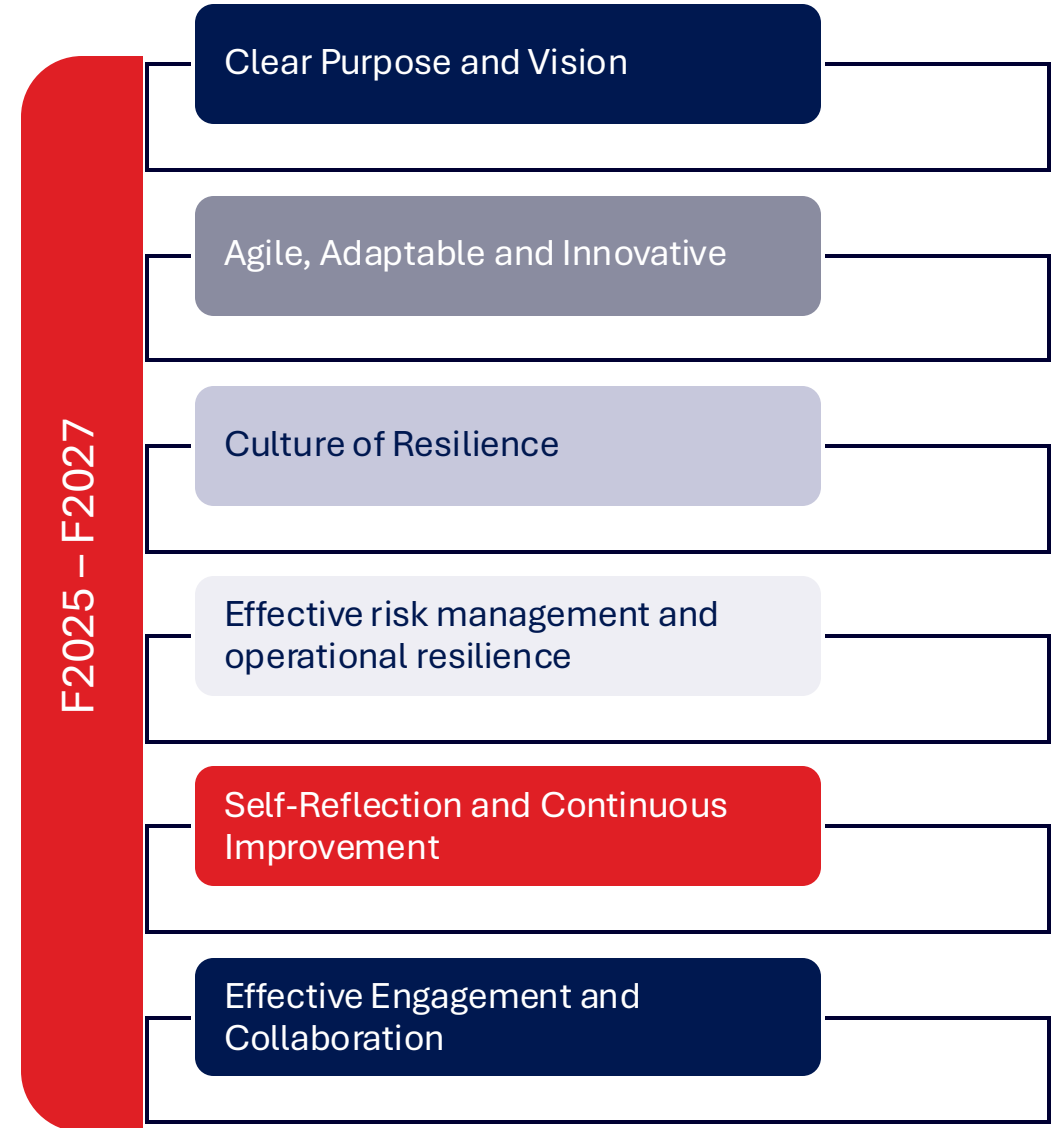 Clear Purpose and Vision
Agile, Adaptable and Innovative
Culture of Resilience
Effective risk management and
operational resilience
Self-Reflection and Continuous
Improvement
Effective Engagement and
Collaboration
F2025 – F2027